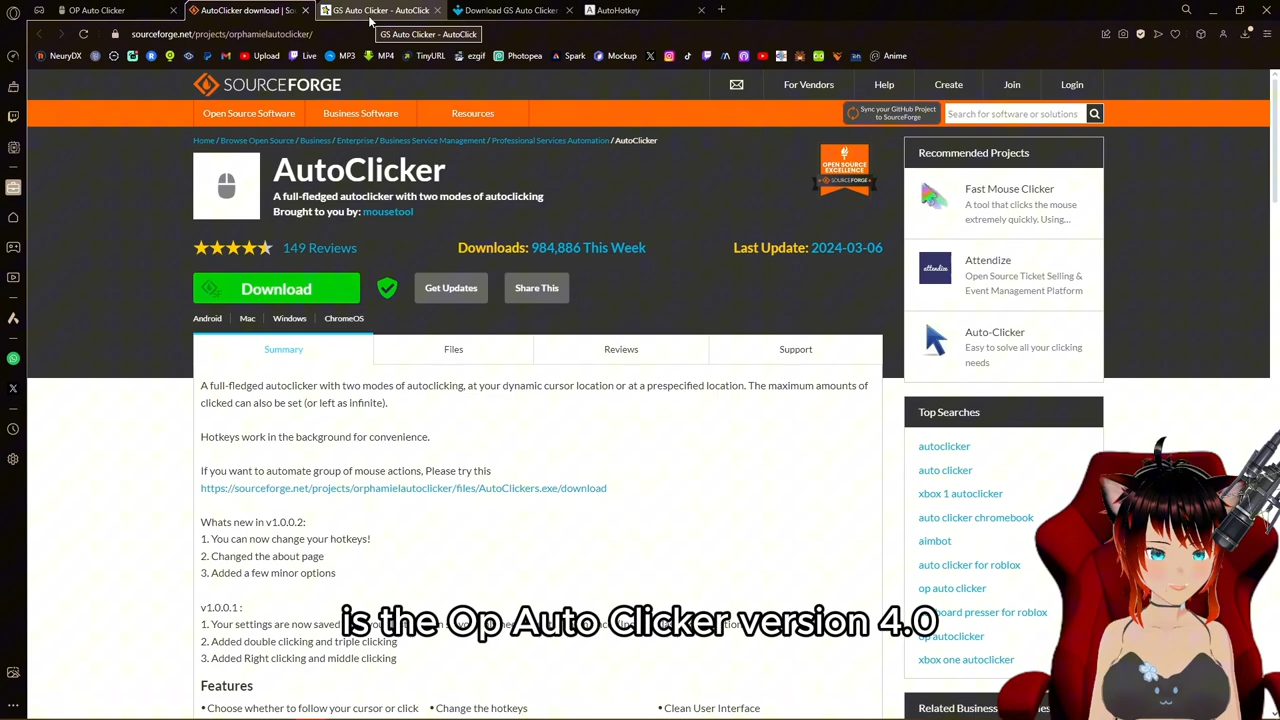 OP Auto Clicker
AutoClicker download | So
GS Auto Clicker - AutoClick
Download GS Auto Clicker
AutoHotkey
sourceforge.net/projects/orphamielautoclicker/
GS Auto Clicker - AutoClick
NeuryDX
Upload
Live
MP3
MP4
TinyURL
ezgif
Photopea
Spark
Mockup
Anime
SOURCEFORGE
For Vendors
Help
Create
Join
Login
Open Source Software
Business Software
Resources
Sync your GitHub Project
to SourceForge
Search for software or solutions
Home / Browse Open Source / Business / Enterprise / Business Service Management / Professional Services Automation / AutoClicker
AutoClicker
A full-fledged autoclicker with two modes of autoclicking
Brought to you by: mousetool
OPEN SOURCE
EXCELLENCE
SOURCEFORGE
149 Reviews
Downloads: 984,886 This Week
Last Update: 2024-03-06
Download
Get Updates
Share This
Android
Mac
Windows
ChromeOS
Summary
Files
Reviews
Support
A full-fledged autoclicker with two modes of autoclicking, at your dynamic cursor location or at a prespecified location. The maximum amounts of
clicked can also be set (or left as infinite).
Hotkeys work in the background for convenience.
If you want to automate group of mouse actions, Please try this
https://sourceforge.net/projects/orphamielautoclicker/files/AutoClickers.exe/download
Whats new in v1.0.0.2:
1. You can now change your hotkeys!
2. Changed the about page
3. Added a few minor options
v1.0.0.1 :
1. Your settings are now saved
2. Added double clicking and triple clicking
3. Added Right clicking and middle clicking
Features
• Choose whether to follow your cursor or click
• Change the hotkeys
• Clean User Interface
is the Op Auto Clicker version 4.0
Recommended Projects
Fast Mouse Clicker
A tool that clicks the mouse
extremely quickly. Using...
attendize
Attendize
Open Source Ticket Selling &
Event Management Platform
Auto-Clicker
Easy to solve all your clicking
needs
Top Searches
autoclicker
auto clicker
xbox 1 autoclicker
auto clicker chromebook
aimbot
auto clicker for roblox
op auto clicker
board presser for roblox
op autoclicker
xbox one autoclicker
Related Business